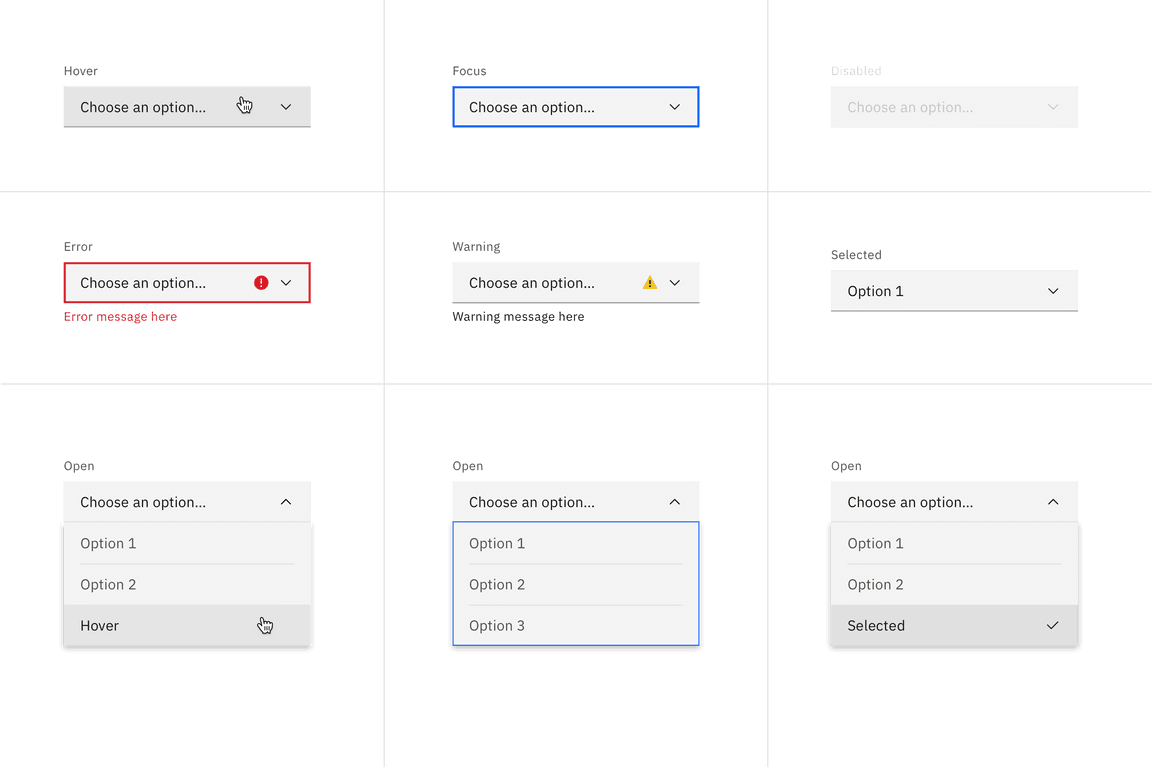 Hover
Choose an option...
Focus
Choose an option...
Disabled
Choose an option...
Error
Choose an option...
Error message here
Warning
Choose an option...
Warning message here
Selected
Option 1
Open
Choose an option...
Option 1
Option 2
Hover
Open
Choose an option...
Option 1
Option 2
Option 3
Open
Choose an option...
Option 1
Option 2
Selected